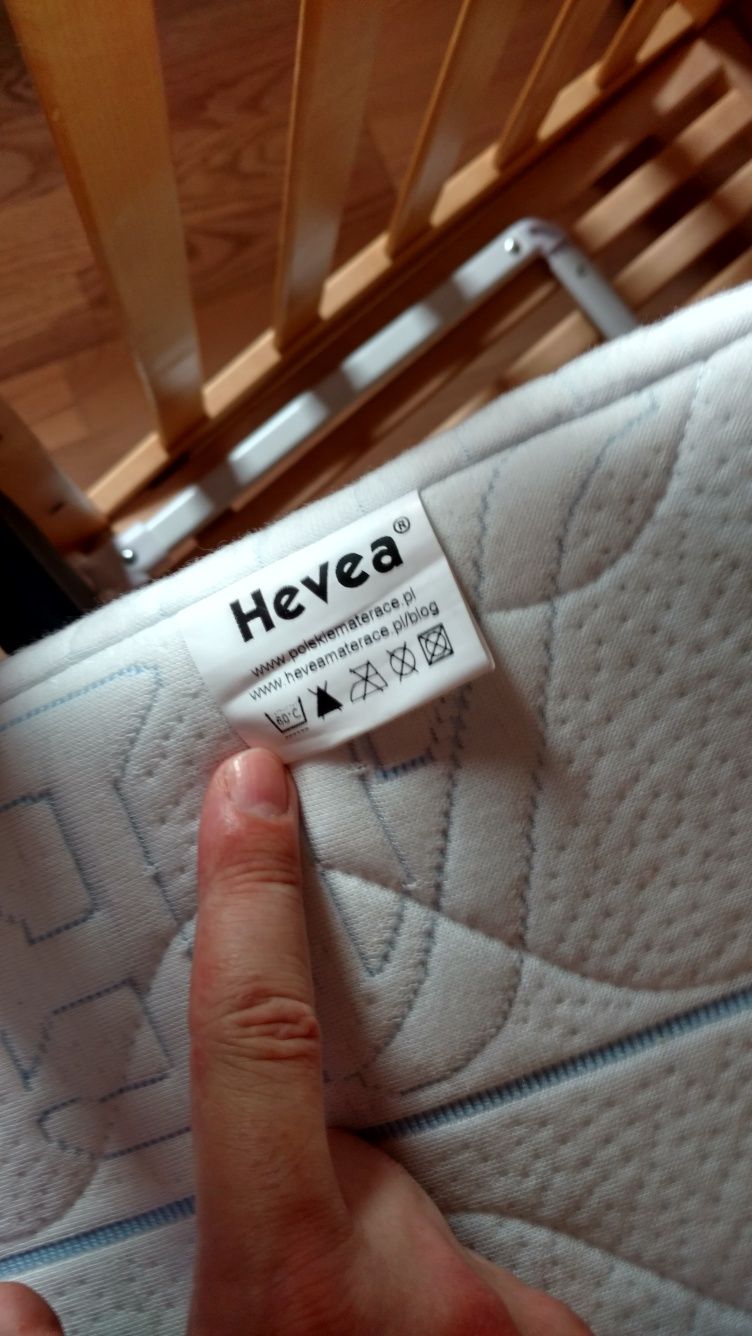 Hevea®
www.polskiematerace.pl
www.heveamaterace.pl/blog
60°C